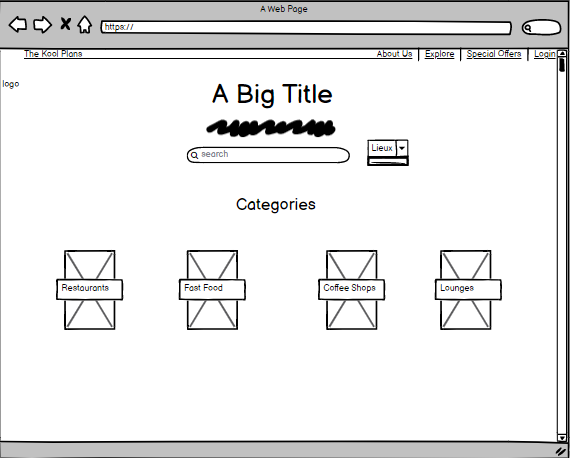 A Web Page
https://
The Kool Plans About Us Explore Special Offers Login
logo
A Big Title
search Lieux
Categories
Restaurants Fast Food Coffee Shops Lounges